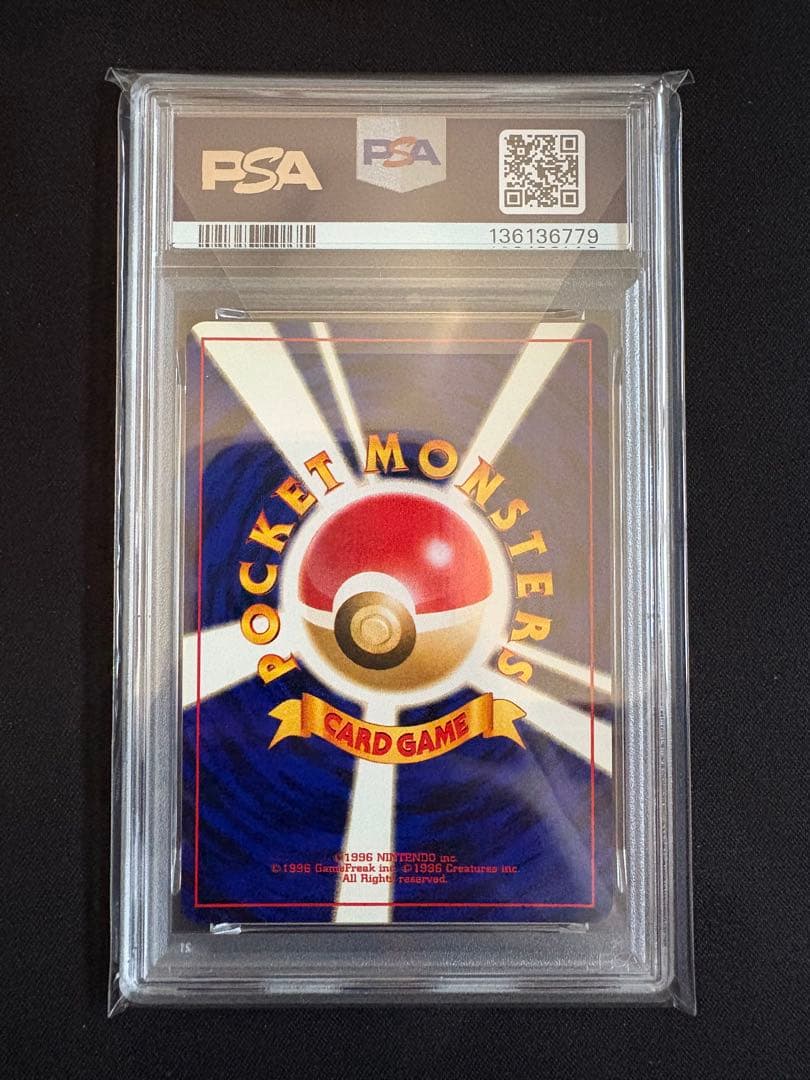 PSA
PSA
136136779
POCKET MONSTERS
CARD GAME
©1996 NINTENDO inc.
©1996 GameFreak inc. ©1996 Creatures inc.
All Rights reserved.